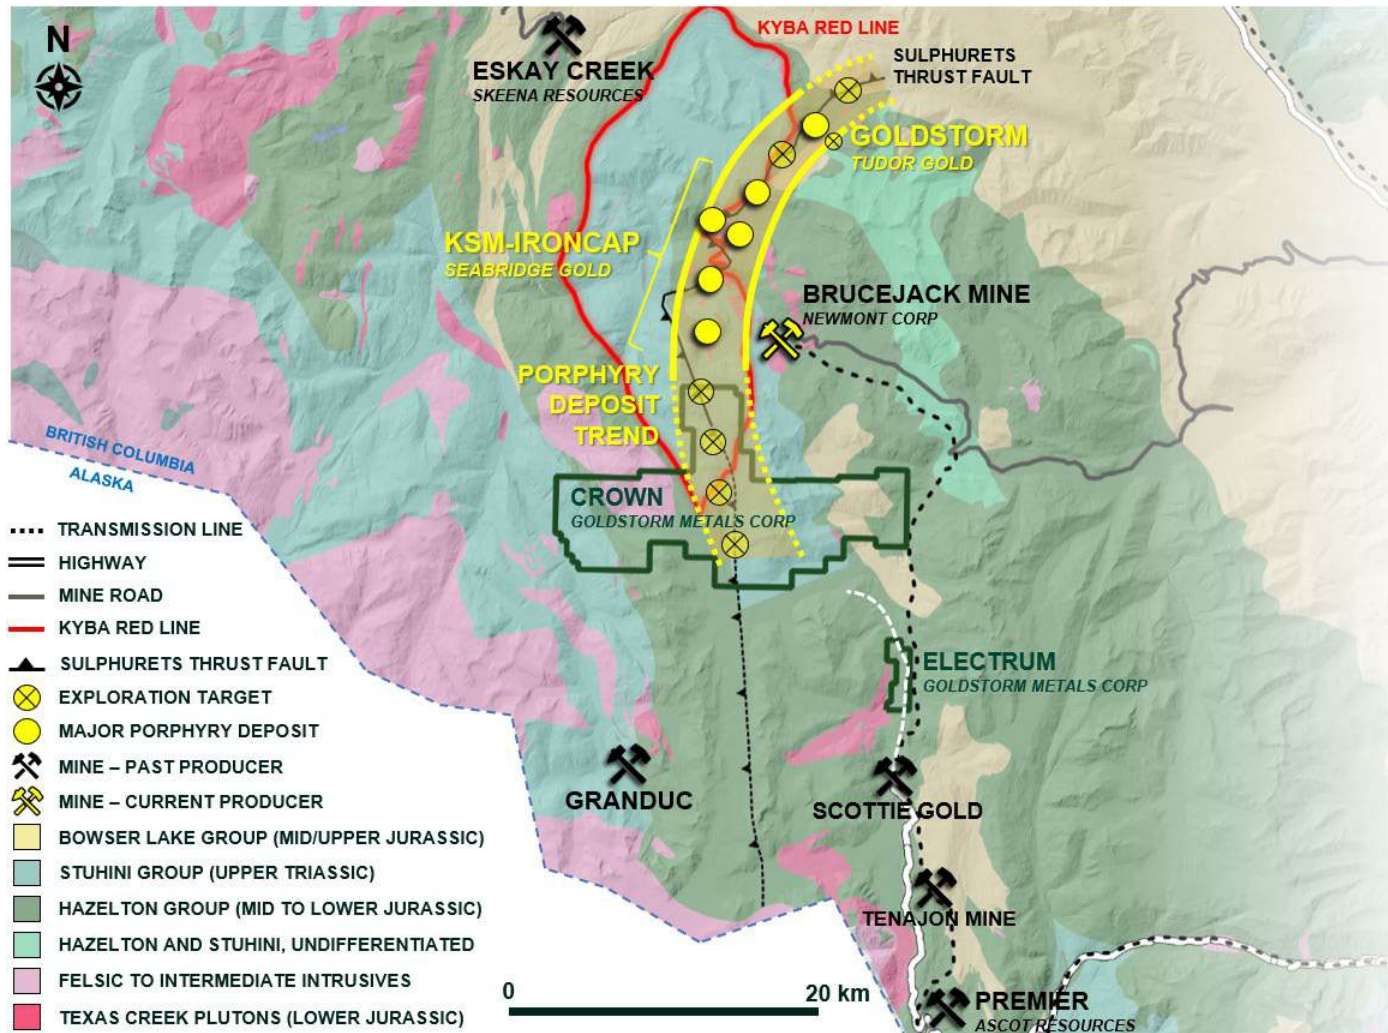 N
KYBA RED LINE
ESKAY CREEK
SKEENA RESOURCES
SULPHURETS
THRUST FAULT
GOLDSTORM
TUDOR GOLD
KSM-IRONCAP
SEABRIDGE GOLD
BRUCEJACK MINE
NEWMONT CORP
PORPHYRY
DEPOSIT
TREND
BRITISH COLUMBIA
ALASKA
CROWN
GOLDSTORM METALS CORP
ELECTRUM
GOLDSTORM METALS CORP
GRANDUC
SCOTTIE GOLD
TENAJON MINE
PREMIER
ASCOT RESOURCES
TRANSMISSION LINE
HIGHWAY
MINE ROAD
KYBA RED LINE
SULPHURETS THRUST FAULT
EXPLORATION TARGET
MAJOR PORPHYRY DEPOSIT
MINE – PAST PRODUCER
MINE – CURRENT PRODUCER
BOWSER LAKE GROUP (MID/UPPER JURASSIC)
STUHINI GROUP (UPPER TRIASSIC)
HAZELTON GROUP (MID TO LOWER JURASSIC)
HAZELTON AND STUHINI, UNDIFFERENTIATED
FELSIC TO INTERMEDIATE INTRUSIVES
TEXAS CREEK PLUTONS (LOWER JURASSIC)
0 20 km